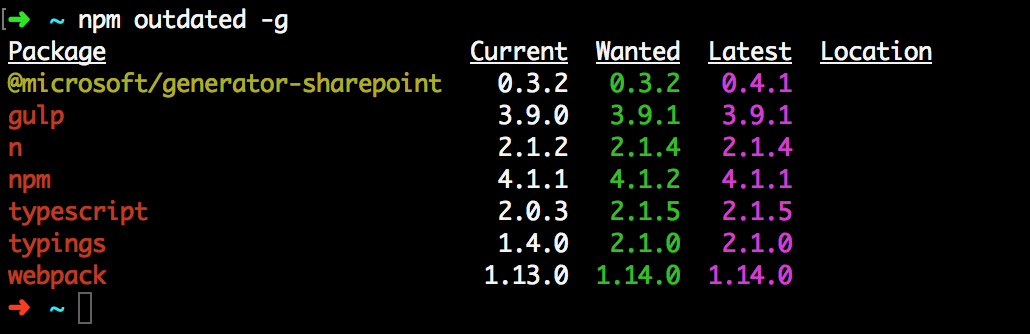 ➜ ~ npm outdated -g
Package Current Wanted Latest Location
@microsoft/generator-sharepoint 0.3.2 0.3.2 0.4.1
gulp 3.9.0 3.9.1 3.9.1
n 2.1.2 2.1.4 2.1.4
npm 4.1.1 4.1.2 4.1.1
typescript 2.0.3 2.1.5 2.1.5
typings 1.4.0 2.1.0 2.1.0
webpack 1.13.0 1.14.0 1.14.0
➜ ~